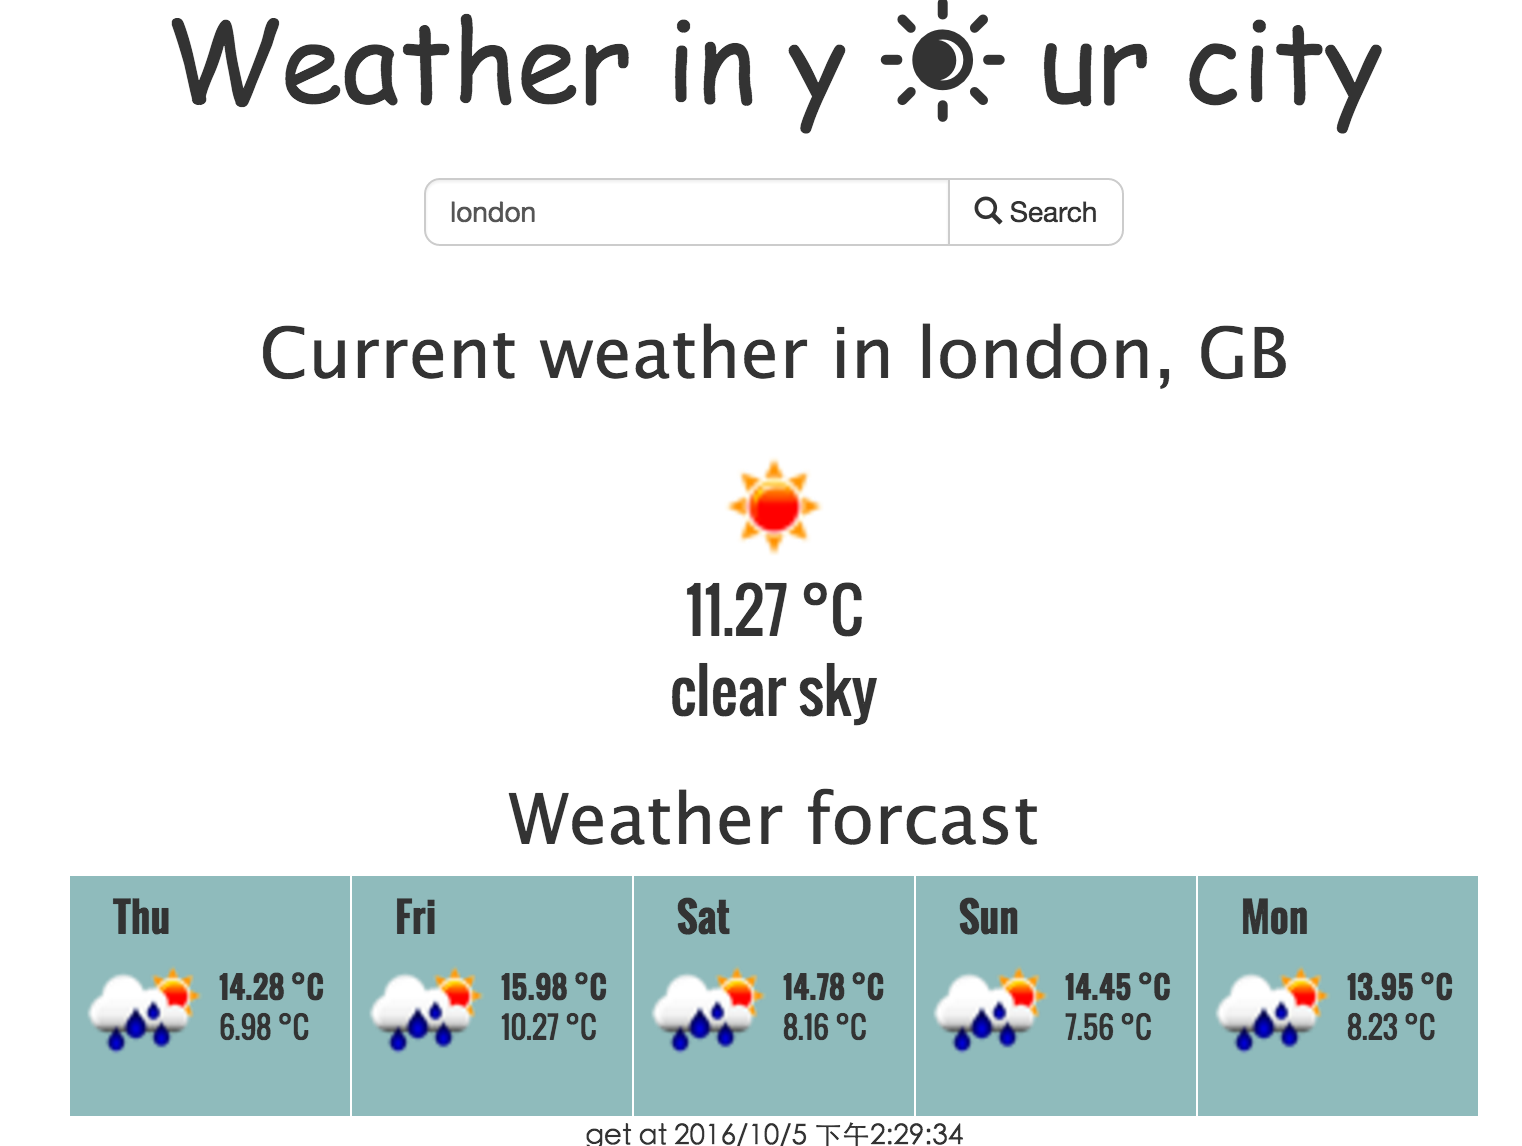 Weather in y ur city
london
Search
Current weather in london, GB
11.27 °C
clear sky
Weather forcast
Thu
14.28 °C
6.98 °C
Fri
15.98 °C
10.27 °C
Sat
14.78 °C
8.16 °C
Sun
14.45 °C
7.56 °C
Mon
13.95 °C
8.23 °C
get at 2016/10/5 下午2:29:34